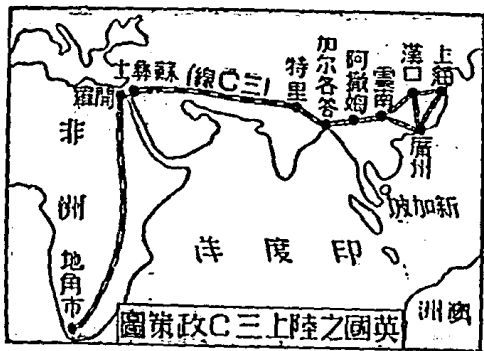 上海
漢口
雲南
阿撒姆
加尔各答
特里
(三C線)
蘇彝士
開羅
廣州
新加坡
非洲
印度洋
地角市
澳洲
英國之陸上三C政策圖